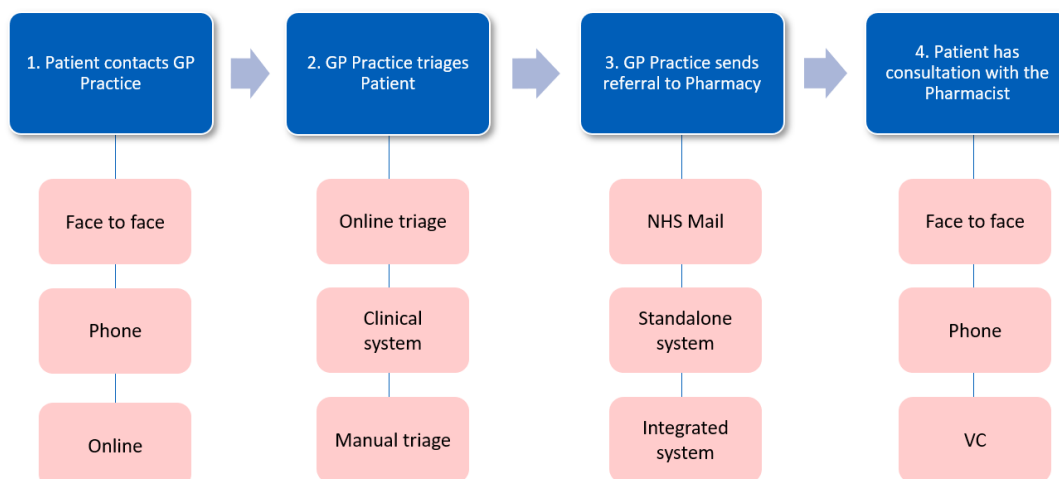 1. Patient contacts GP
Practice
2. GP Practice triages
Patient
3. GP Practice sends
referral to Pharmacy
4. Patient has
consultation with the
Pharmacist
Face to face
Online triage
NHS Mail
Face to face
Phone
Clinical
system
Standalone
system
Phone
Online
Manual triage
Integrated
system
VC